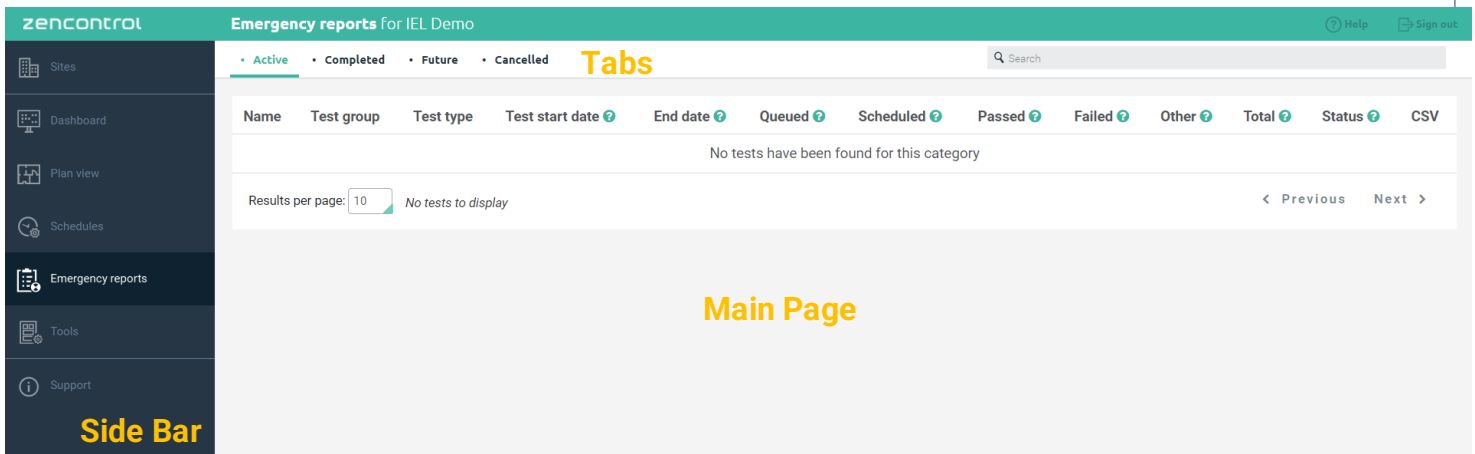 zencontrol
Emergency reports for IEL Demo
? Help
Sign out
Sites
Dashboard
Plan view
Schedules
Emergency reports
Tools
i Support
Side Bar
• Active • Completed • Future • Cancelled
Tabs
Search
Name Test group Test type Test start date ? End date ? Queued ? Scheduled ? Passed ? Failed ? Other ? Total ? Status ? CSV
No tests have been found for this category
Results per page: 10 No tests to display
< Previous Next >
Main Page